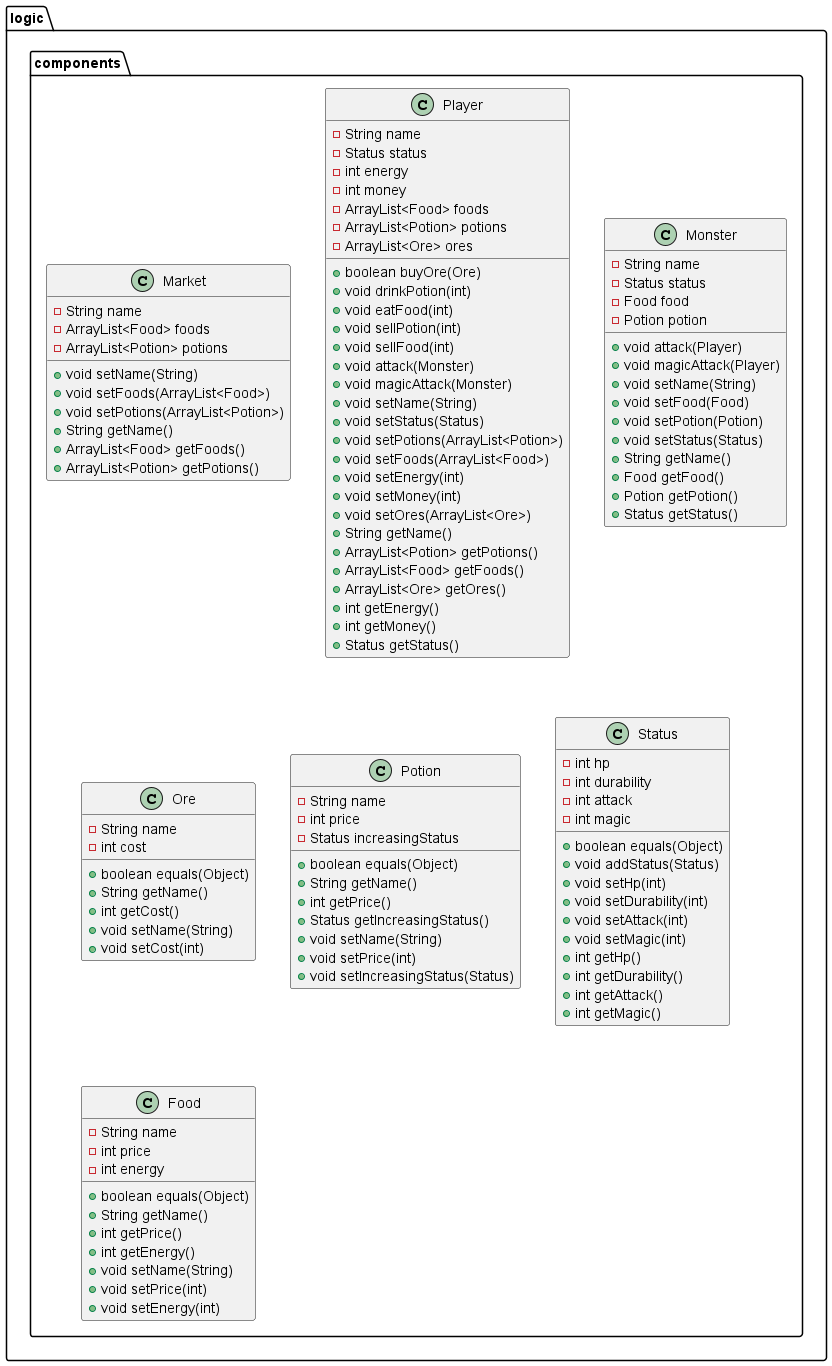 logic
components
C Player
String name
Status status
int energy
int money
ArrayList<Food> foods
ArrayList<Potion> potions
ArrayList<Ore> ores
boolean buyOre(Ore)
void drinkPotion(int)
void eatFood(int)
void sellPotion(int)
void sellFood(int)
void attack(Monster)
void magicAttack(Monster)
void setName(String)
void setStatus(Status)
void setPotions(ArrayList<Potion>)
void setFoods(ArrayList<Food>)
void setEnergy(int)
void setMoney(int)
void setOres(ArrayList<Ore>)
String getName()
ArrayList<Potion> getPotions()
ArrayList<Food> getFoods()
ArrayList<Ore> getOres()
int getEnergy()
int getMoney()
Status getStatus()
C Monster
String name
Status status
Food food
Potion potion
void attack(Player)
void magicAttack(Player)
void setName(String)
void setFood(Food)
void setPotion(Potion)
void setStatus(Status)
String getName()
Food getFood()
Potion getPotion()
Status getStatus()
C Market
String name
ArrayList<Food> foods
ArrayList<Potion> potions
void setName(String)
void setFoods(ArrayList<Food>)
void setPotions(ArrayList<Potion>)
String getName()
ArrayList<Food> getFoods()
ArrayList<Potion> getPotions()
C Ore
String name
int cost
boolean equals(Object)
String getName()
int getCost()
void setName(String)
void setCost(int)
C Potion
String name
int price
Status increasingStatus
boolean equals(Object)
String getName()
int getPrice()
Status getIncreasingStatus()
void setName(String)
void setPrice(int)
void setIncreasingStatus(Status)
C Status
int hp
int durability
int attack
int magic
boolean equals(Object)
void addStatus(Status)
void setHp(int)
void setDurability(int)
void setAttack(int)
void setMagic(int)
int getHp()
int getDurability()
int getAttack()
int getMagic()
C Food
String name
int price
int energy
boolean equals(Object)
String getName()
int getPrice()
int getEnergy()
void setName(String)
void setPrice(int)
void setEnergy(int)